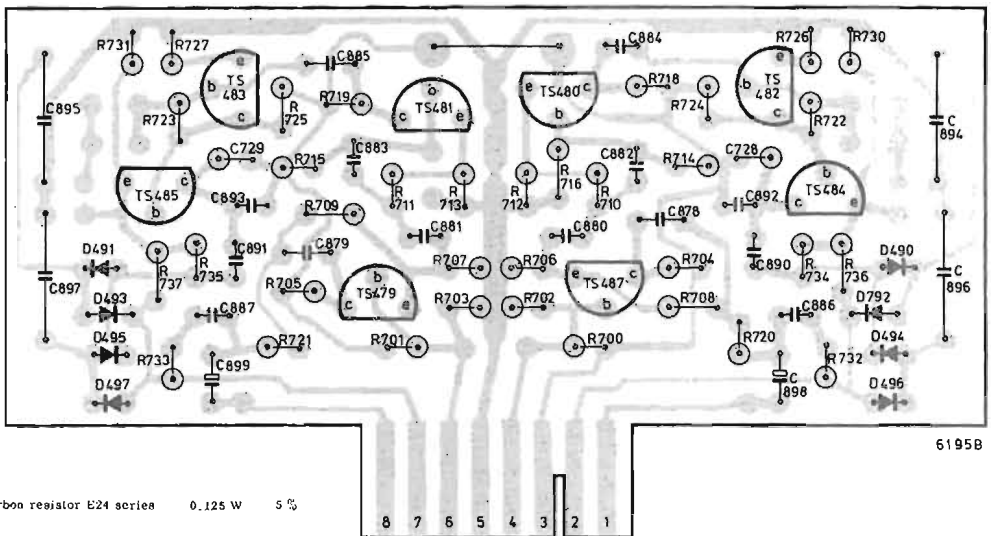 R731 R727 C885 C884 R726 R730
e TS 483 b c
R 725
R719
o TS481 c e
e TS480 c b
R718
R724
e TS 482 b c
C895
R723
R722
C 894
C729
R715
C883
R 711
R 713
R 712
R 716
R 710
C882
R714
C728
e c TS485 b
C893
R709
C881
C880
C878
C892
b TS484 c e
D491
R 737
R 735
C891
C879
R707
R706
R704
C890
R 734
R 736
D490
C897
R705
b TS479 c e
e TS487 c b
C 896
D493
C887
R703
R702
R708
C886
D792
D495
R733
R721
R701
R700
R720
R732
D494
D497
C899
C 898
D496
6195B
rbon resistor E24 series 0.125 W 5 %
8 7 6 5 4 3 2 1